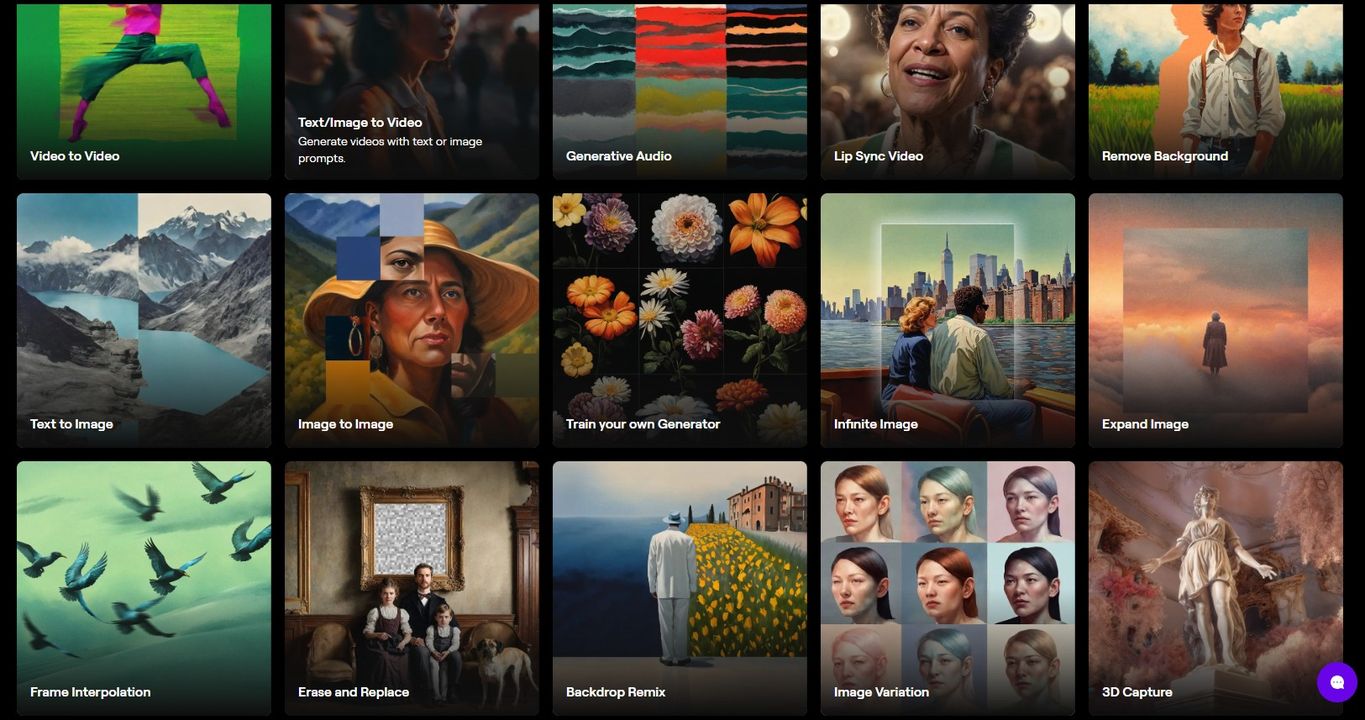 Video to Video
Text/Image to Video
Generate videos with text or image
prompts.
Generative Audio
Lip Sync Video
Remove Background
Text to Image
Image to Image
Train your own Generator
Infinite Image
Expand Image
Frame Interpolation
Erase and Replace
Backdrop Remix
Image Variation
3D Capture